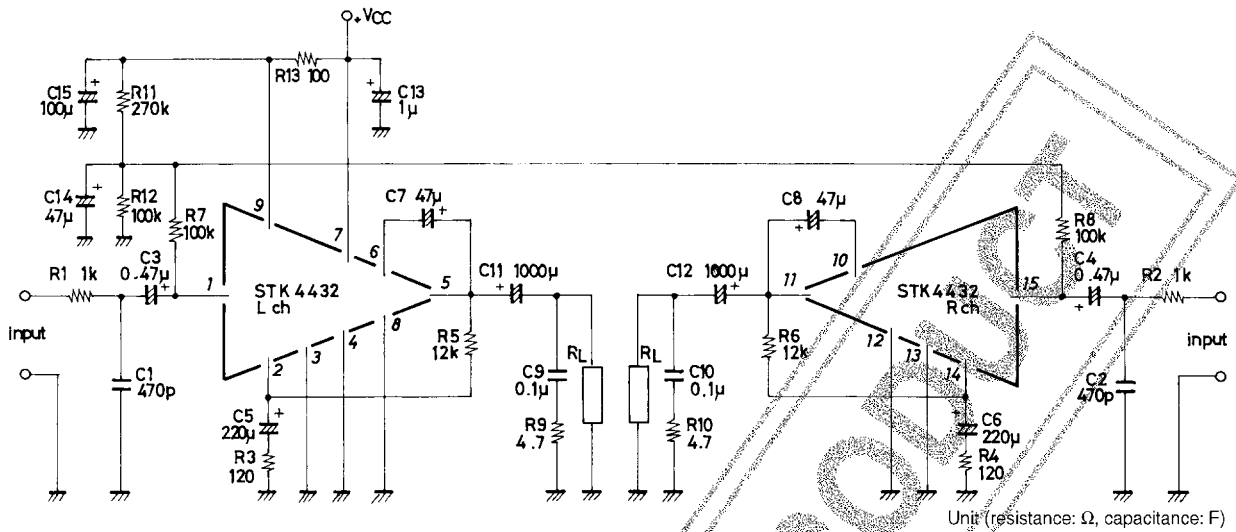 +VCC
R13 100
C15
100μ
R11
270k
C13
1μ
C14
47μ
R12
100k
R7
100k
9
7
6
C7 47μ
C8 47μ
R8
100k
C3
0.47μ
R1 1k
1
STK4432
L ch
5
8
4
3
2
C11 1000μ
C12 1000μ
11
10
STK4432
R ch
15
12
13
14
C4
0.47μ
R2 1k
input
input
R5
12k
R6
12k
C1
470p
C5
220μ
R3
120
C9
0.1μ
R9
4.7
RL
RL
C10
0.1μ
R10
4.7
C6
220μ
R4
120
C2
470p
Unit (resistance: Ω, capacitance: F)